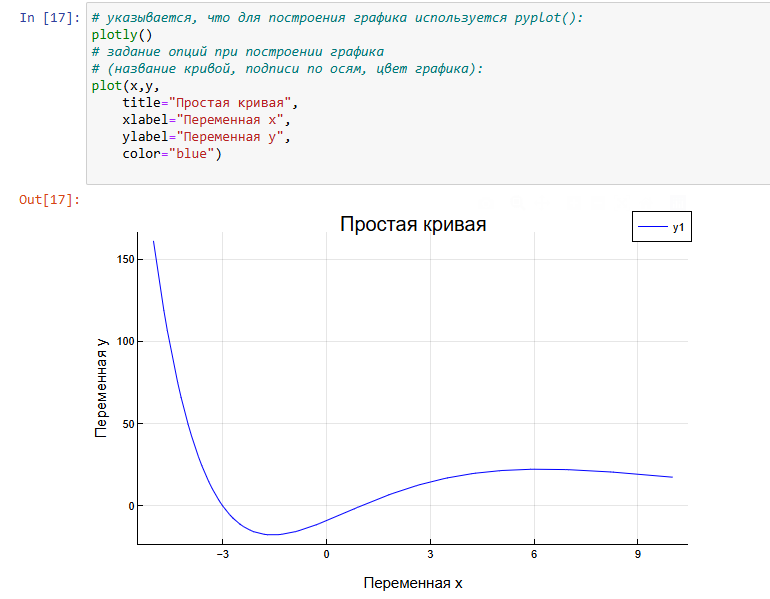 In [17]: # указывается, что для построения графика используется pyplot():
plotly()
# задание опций при построении графика
# (название кривой, подписи по осям, цвет графика):
plot(x,y,
title="Простая кривая",
xlabel="Переменная x",
ylabel="Переменная y",
color="blue")
Out[17]:
Простая кривая
y1
150
100
50
0
Переменная y
−3
0
3
6
9
Переменная x